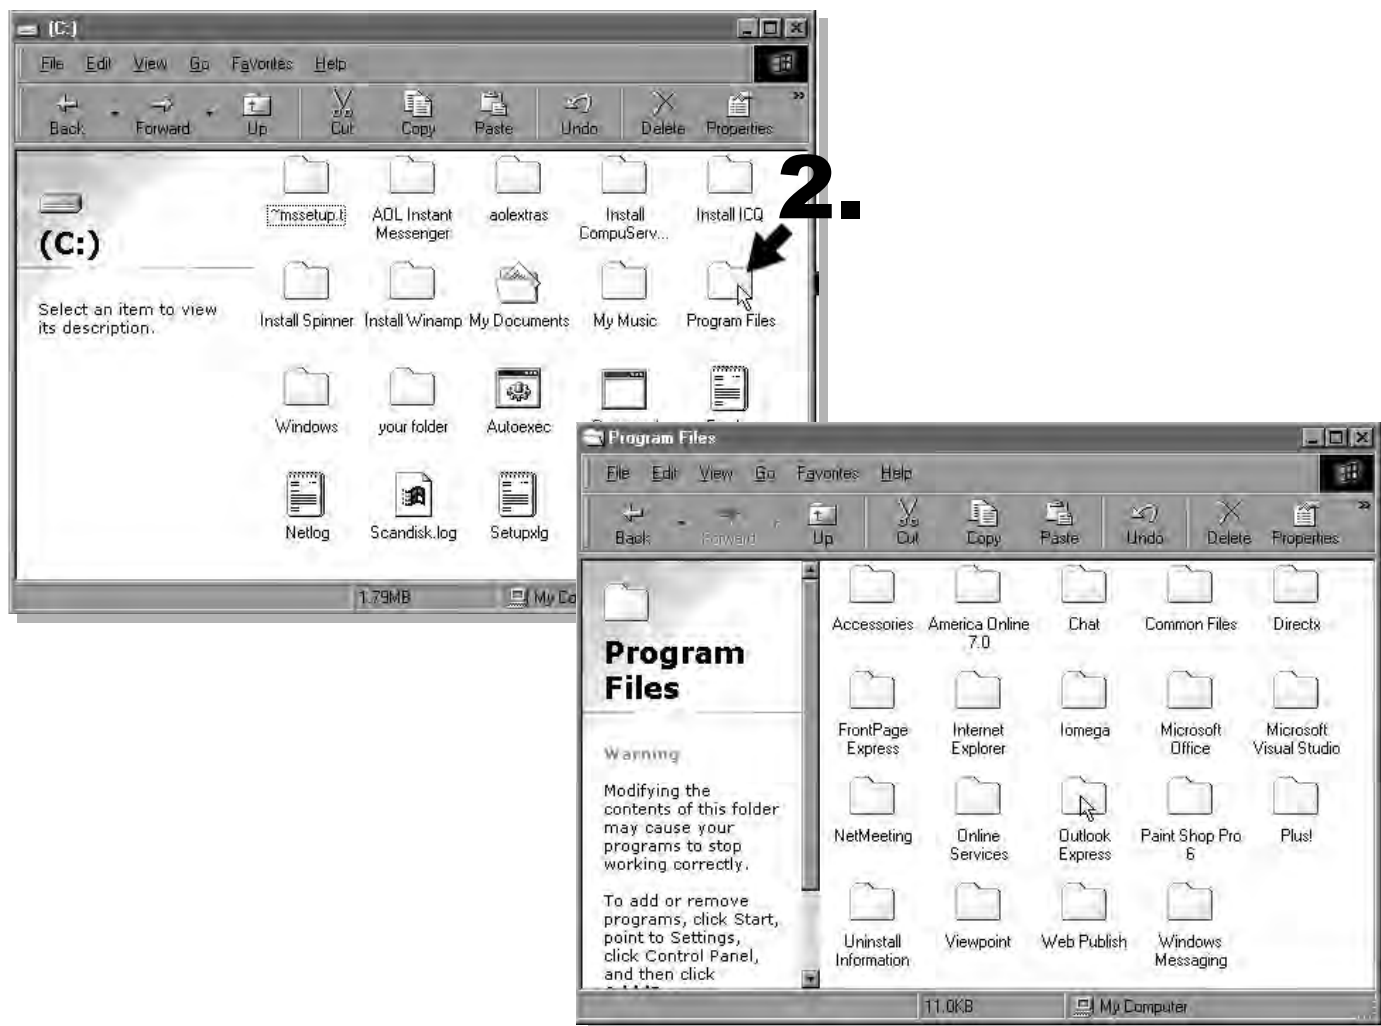 (C:)
File Edit View Go Favorites Help
Back Forward Up Cut Copy Paste Undo Delete Properties »
2.
(C:)
Select an item to view
its description.
~mssetup.t AOL Instant aolextras Install Install ICQ
Messenger CompuServ...
Install Spinner Install Winamp My Documents My Music Program Files
Windows your folder Autoexec
Netlog Scandisk.log Setupxlg
1.79MB My Co
Program Files
File Edit View Go Favorites Help
Back Forward Up Cut Copy Paste Undo Delete Properties »
Program
Files
Warning
Modifying the
contents of this folder
may cause your
programs to stop
working correctly.
To add or remove
programs, click Start,
point to Settings,
click Control Panel,
and then click
Accessories America Online Chat Common Files Directx
7.0
FrontPage Internet Iomega Microsoft Microsoft
Express Explorer Office Visual Studio
NetMeeting Online Outlook Paint Shop Pro Plus!
Services Express 6
Uninstall Viewpoint Web Publish Windows
Information Messaging
11.0KB My Computer